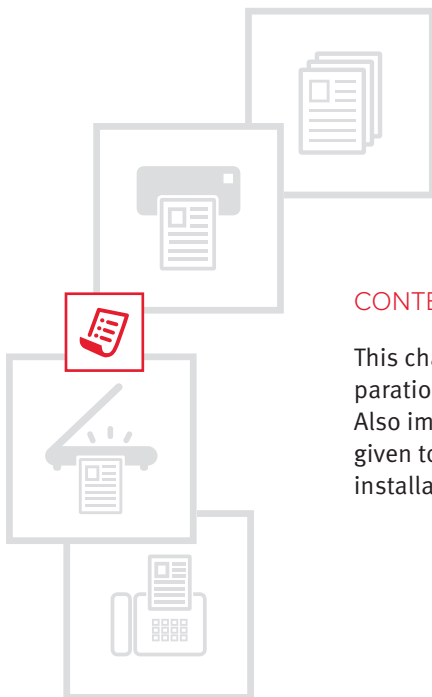 CONTE
This cha
paratio
Also im
given to
installa